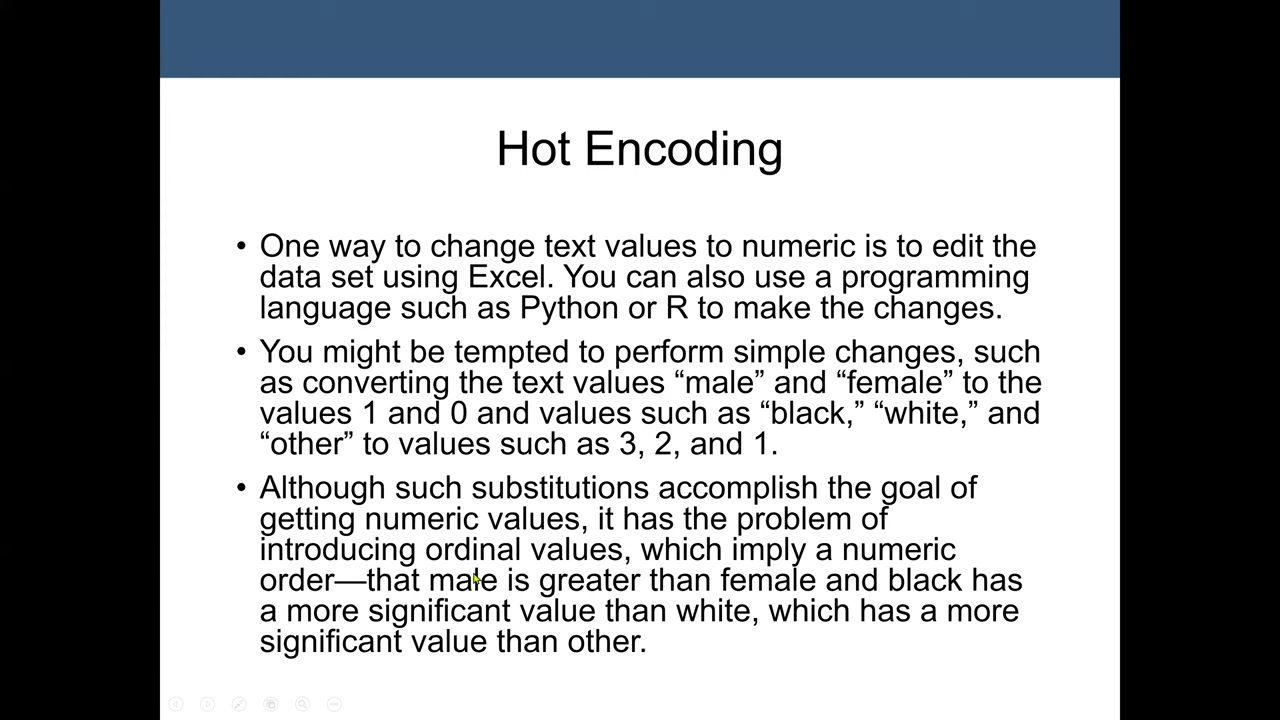 Hot Encoding
• One way to change text values to numeric is to edit the
data set using Excel. You can also use a programming
language such as Python or R to make the changes.
• You might be tempted to perform simple changes, such
as converting the text values “male” and “female” to the
values 1 and 0 and values such as “black,” “white,” and
“other” to values such as 3, 2, and 1.
• Although such substitutions accomplish the goal of
getting numeric values, it has the problem of
introducing ordinal values, which imply a numeric
order—that male is greater than female and black has
a more significant value than white, which has a more
significant value than other.